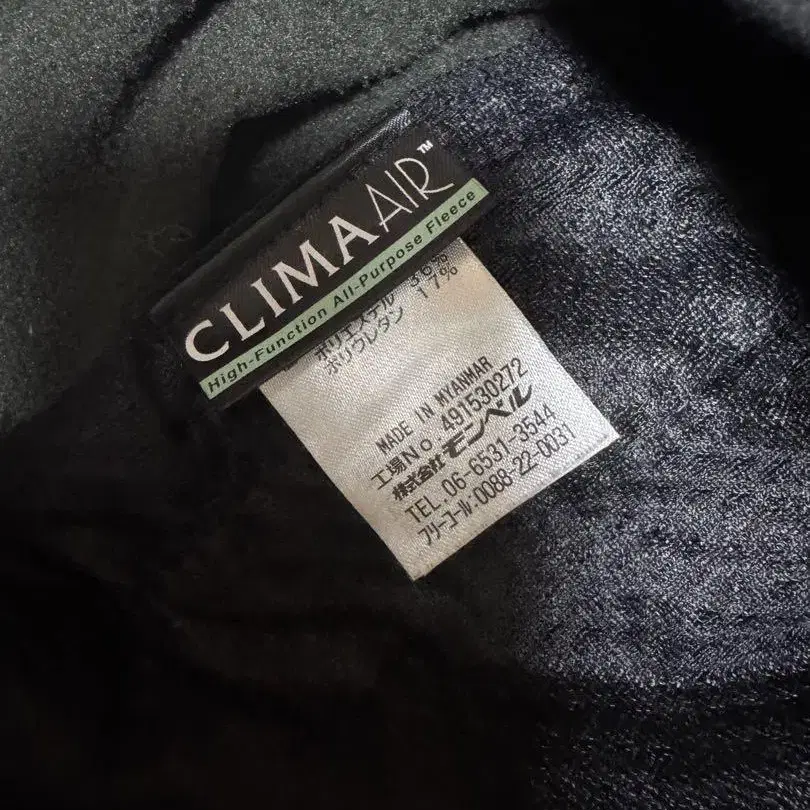 CLIMAAIR™
High-Function All-Purpose Fleece
ポリエステル 36%
ポリウレタン 17%
MADE IN MYANMAR
工場No. 491530272
株式会社モンベル
TEL. 06-6531-3544
フリーコール:0088-22-0031